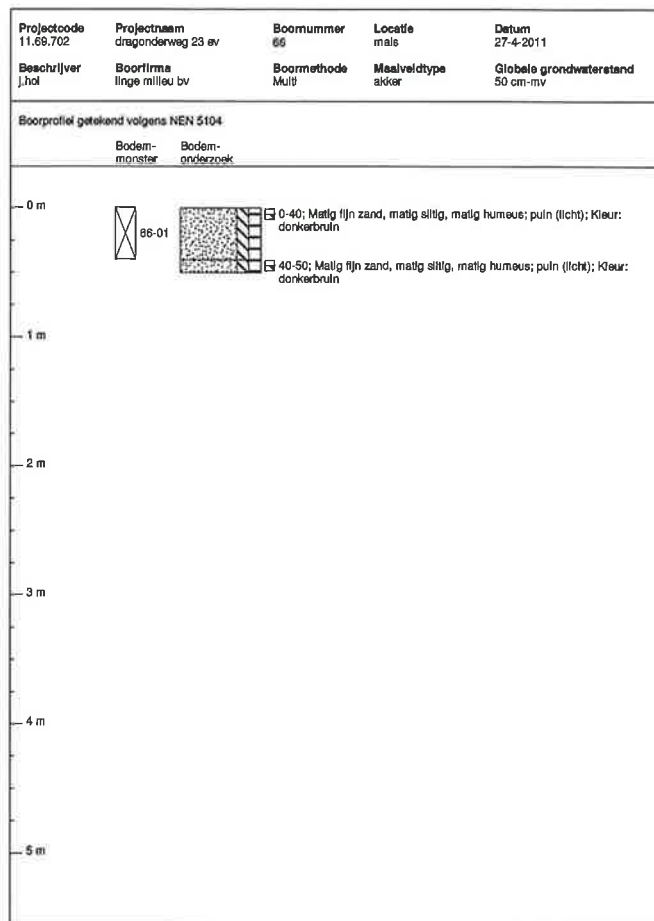 Projectcode Projectnaam Boornummer Locatie Datum
11.69.702 dragonderweg 23 ev 66 mais 27-4-2011
Beschrijver Boorfirma Boormethode Maaiveldtype Globale grondwaterstand
j.hol linge milieu bv Multi akker 50 cm-mv
Boorprofiel getekend volgens NEN 5104
Bodem- Bodem-
monster onderzoek
0 m
66-01
0-40; Matig fijn zand, matig siltig, matig humeus; puin (licht); Kleur:
donkerbruin
40-50; Matig fijn zand, matig siltig, matig humeus; puin (licht); Kleur:
donkerbruin
1 m
2 m
3 m
4 m
5 m